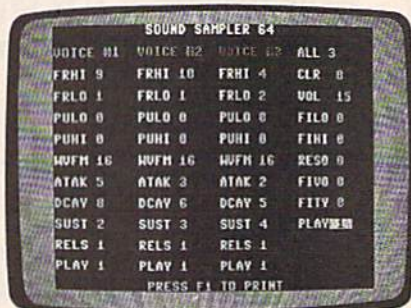 SOUND SAMPLER 64
VOICE #1 VOICE #2 VOICE #3 ALL 3
FRHI 9 FRHI 10 FRHI 4 CLR 0
FRLO 1 FRLO 1 FRLO 2 VOL 15
PULO 0 PULO 0 PULO 0 FILO 0
PUHI 0 PUHI 0 PUHI 0 FIHI 0
WVFM 16 WVFM 16 WVFM 16 RESO 0
ATAK 5 ATAK 3 ATAK 2 FIVO 0
DCAY 8 DCAY 6 DCAY 5 FITY 0
SUST 2 SUST 3 SUST 4 PLAY
RELS 1 RELS 1 RELS 1
PLAY 1 PLAY 1 PLAY 1
PRESS F1 TO PRINT